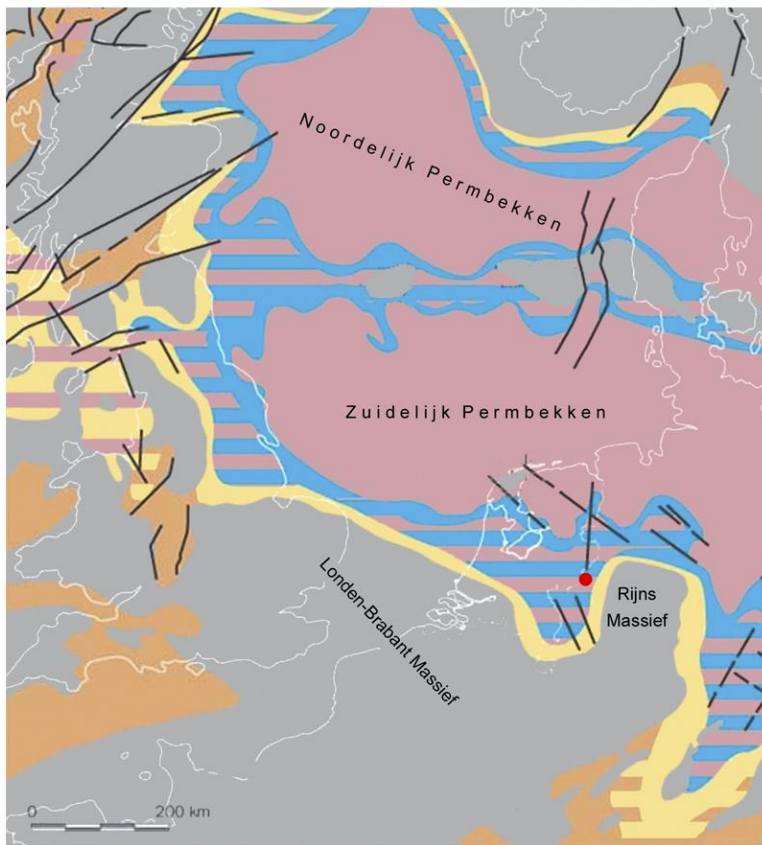 Noordelijk Permbekken
Zuidelijk Permbekken
Londen-Brabant Massief
Rijns
Massief
0 200 km